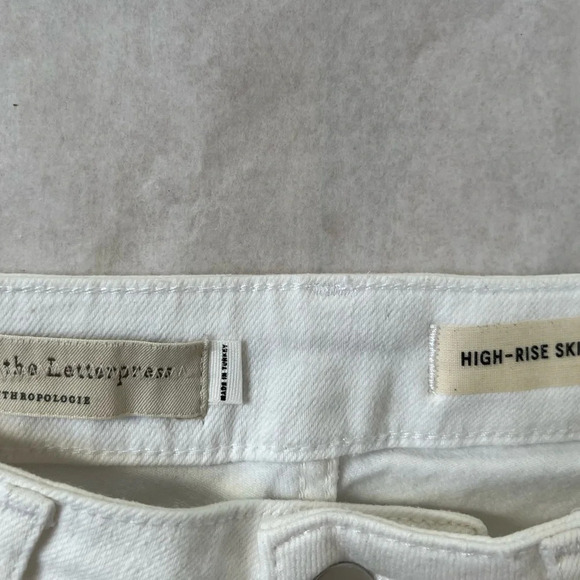 the Letterpress
THROPOLOGIE
MADE IN TURKEY
HIGH-RISE SKI